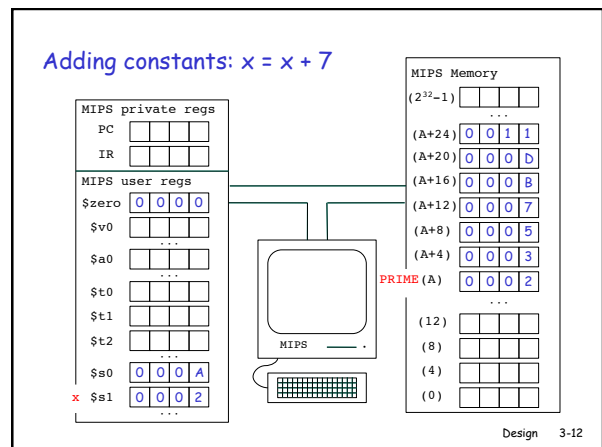 Adding constants: x = x + 7
MIPS private regs
PC
IR
MIPS user regs
$zero 0 0 0 0
$v0
...
$a0
...
$t0
$t1
$t2
...
$s0 0 0 0 A
x $s1 0 0 0 2
...
MIPS
MIPS Memory
(2³²-1)
...
(A+24) 0 0 1 1
(A+20) 0 0 0 D
(A+16) 0 0 0 B
(A+12) 0 0 0 7
(A+8) 0 0 0 5
(A+4) 0 0 0 3
PRIME (A) 0 0 0 2
...
(12)
(8)
(4)
(0)
Design 3-12